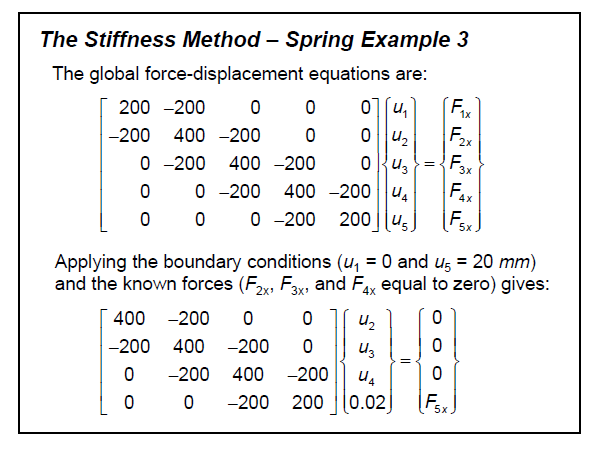 The Stiffness Method – Spring Example 3
The global force-displacement equations are:
200 –200 0 0 0 u1 F1x
–200 400 –200 0 0 u2 F2x
0 –200 400 –200 0 u3 = F3x
0 0 –200 400 –200 u4 F4x
0 0 0 –200 200 u5 F5x
Applying the boundary conditions (u1 = 0 and u5 = 20 mm)
and the known forces (F2x, F3x, and F4x equal to zero) gives:
400 –200 0 0 u2 0
–200 400 –200 0 u3 = 0
0 –200 400 –200 u4 0
0 0 –200 200 0.02 F5x